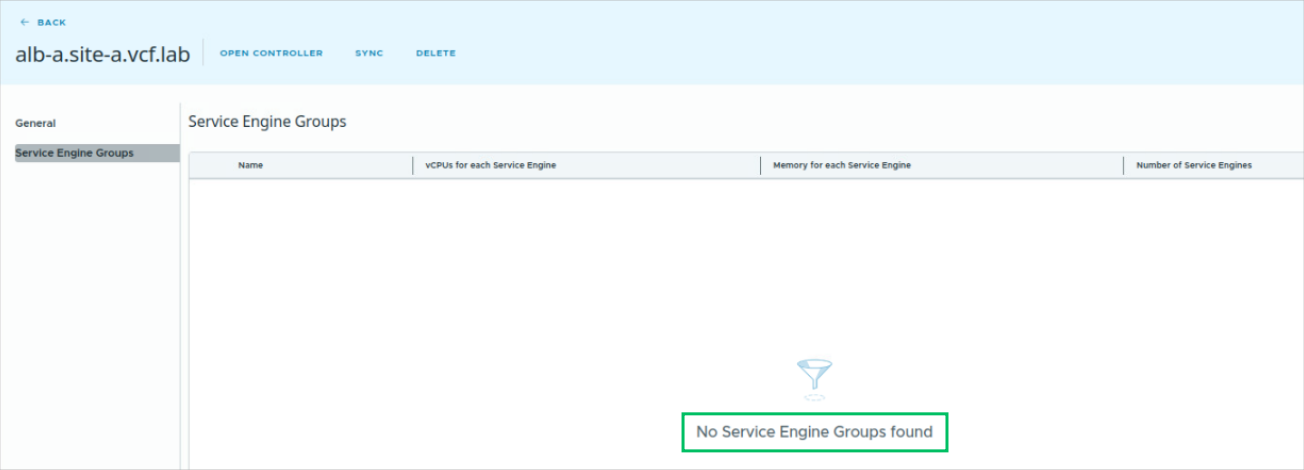 ← BACK
alb-a.site-a.vcf.lab OPEN CONTROLLER SYNC DELETE
General
Service Engine Groups
Service Engine Groups
Name vCPUs for each Service Engine Memory for each Service Engine Number of Service Engines
No Service Engine Groups found